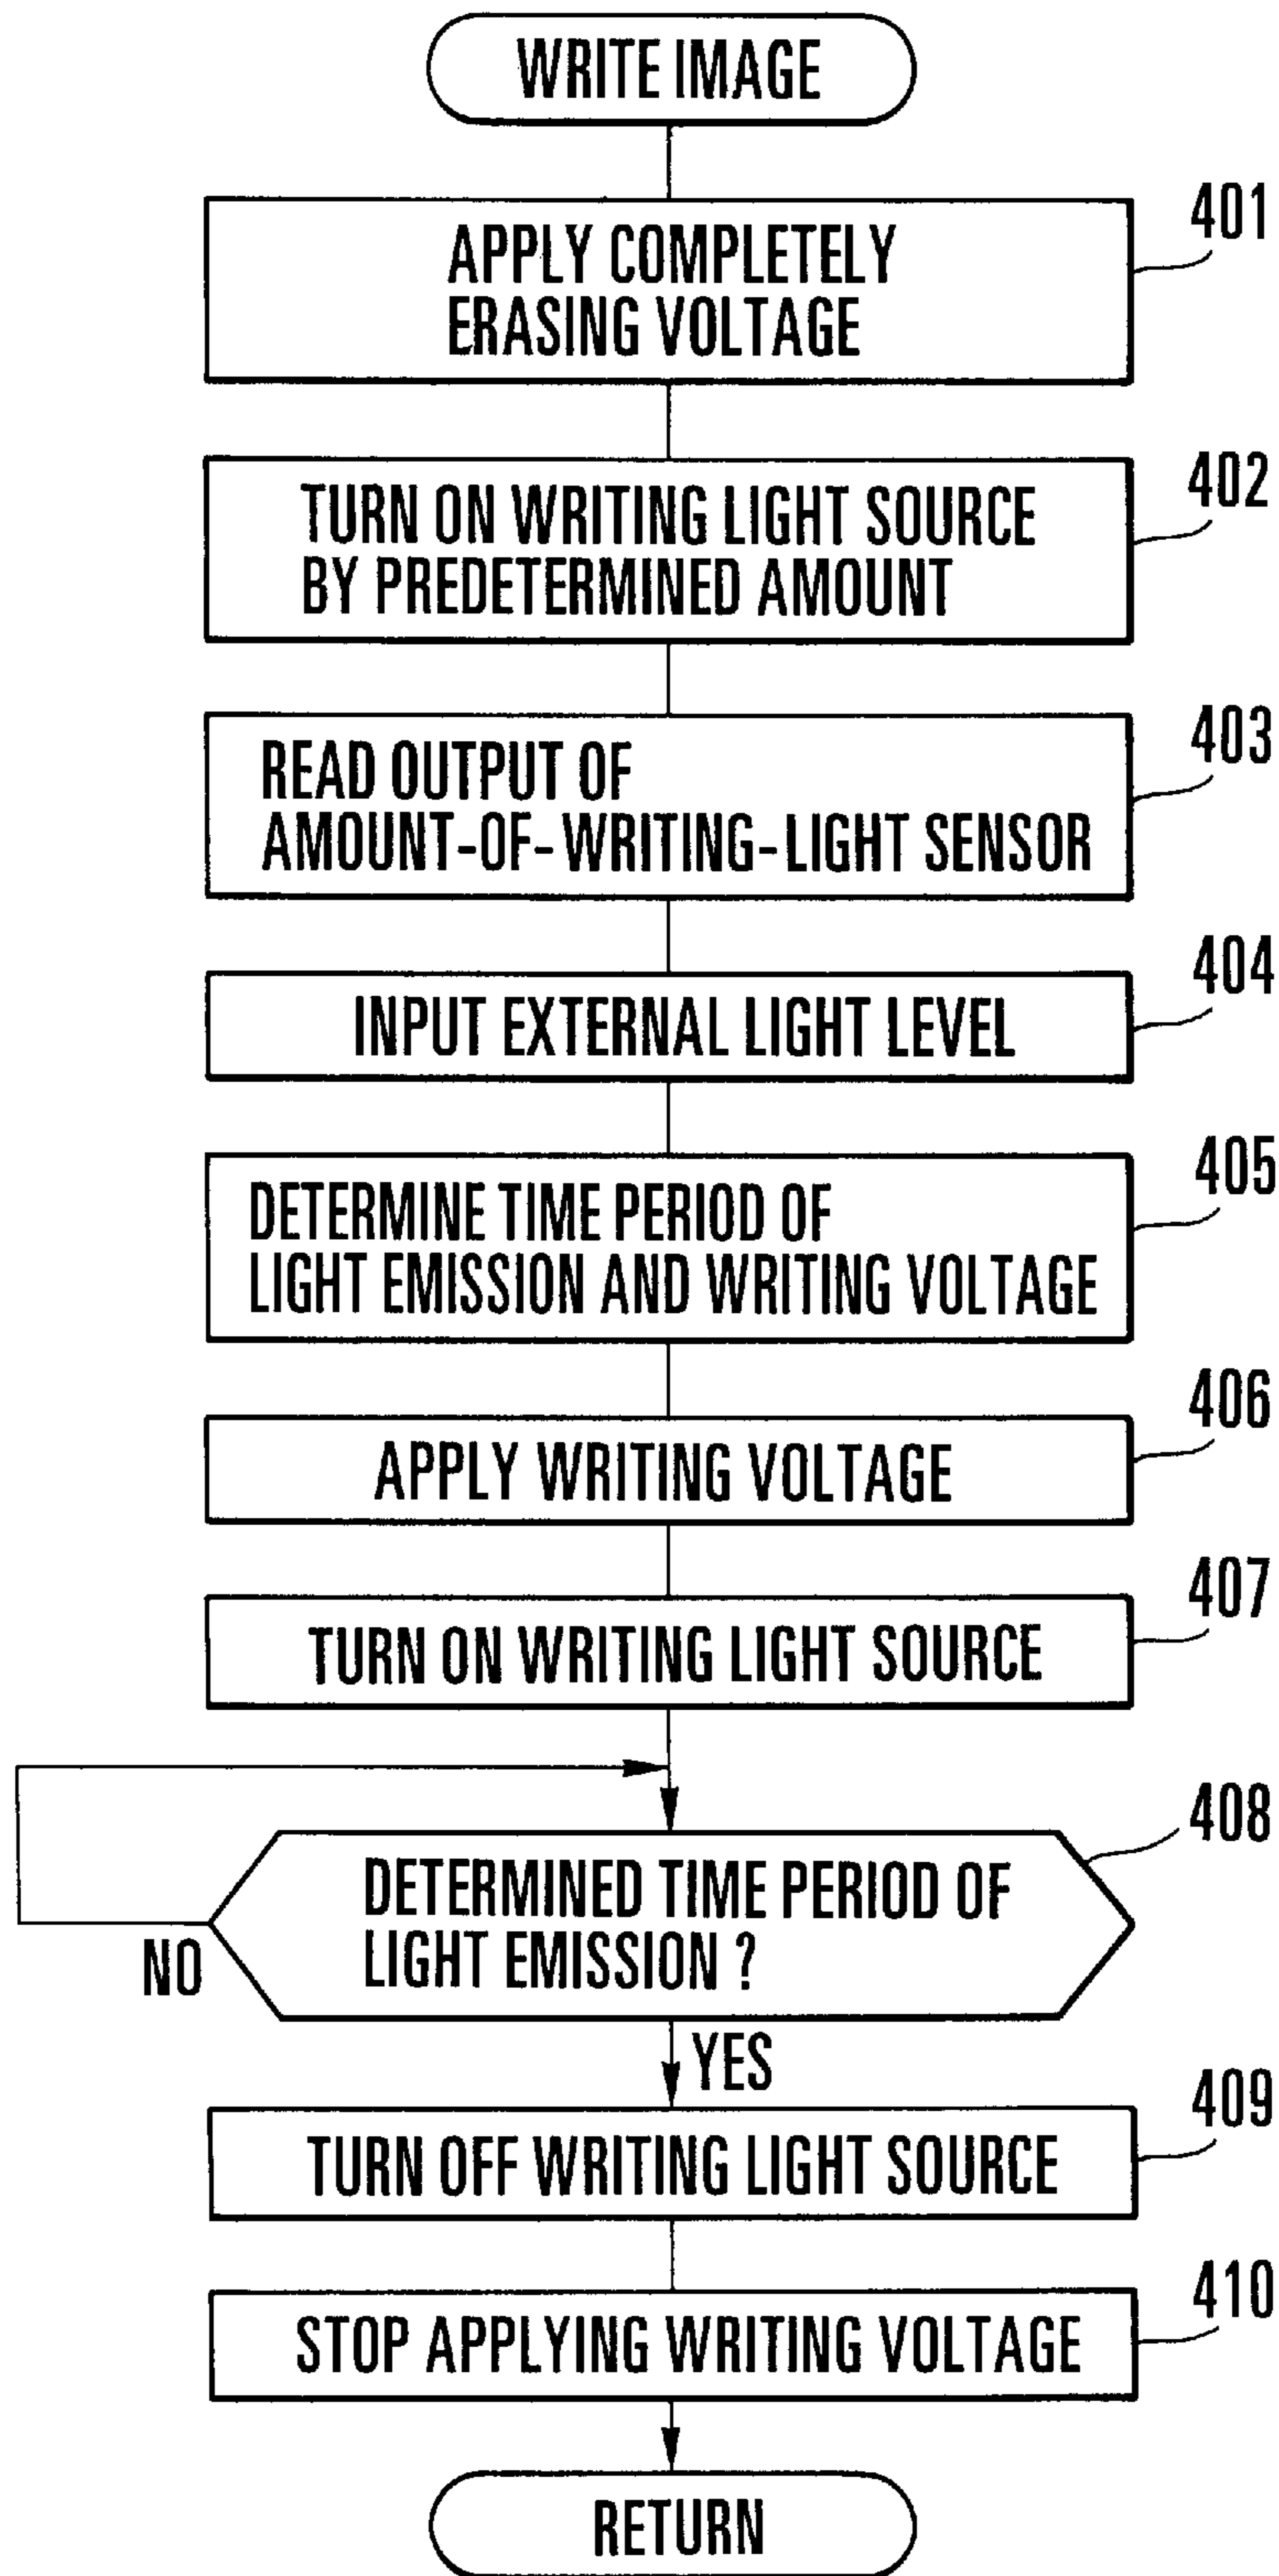 WRITE IMAGE
401
APPLY COMPLETELY
ERASING VOLTAGE
402
TURN ON WRITING LIGHT SOURCE
BY PREDETERMINED AMOUNT
403
READ OUTPUT OF
AMOUNT-OF-WRITING-LIGHT SENSOR
404
INPUT EXTERNAL LIGHT LEVEL
405
DETERMINE TIME PERIOD OF
LIGHT EMISSION AND WRITING VOLTAGE
406
APPLY WRITING VOLTAGE
407
TURN ON WRITING LIGHT SOURCE
408
DETERMINED TIME PERIOD OF
LIGHT EMISSION ?
NO
YES
409
TURN OFF WRITING LIGHT SOURCE
410
STOP APPLYING WRITING VOLTAGE
RETURN